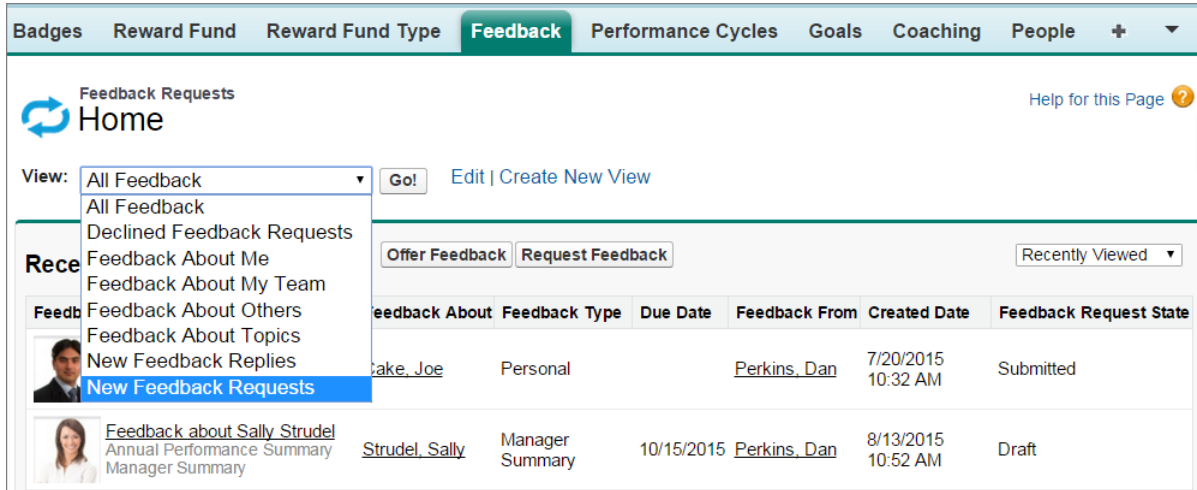 Badges Reward Fund Reward Fund Type Feedback Performance Cycles Goals Coaching People +
Feedback Requests
Home
Help for this Page ?
View: All Feedback Go! Edit | Create New View
All Feedback
Declined Feedback Requests
Feedback About Me
Feedback About My Team
Feedback About Others
Feedback About Topics
New Feedback Replies
New Feedback Requests
Rece Offer Feedback Request Feedback Recently Viewed
Feedb eedback About Feedback Type Due Date Feedback From Created Date Feedback Request State
Cake, Joe Personal Perkins, Dan 7/20/2015 Submitted
10:32 AM
Feedback about Sally Strudel
Annual Performance Summary
Manager Summary
Strudel, Sally Manager 10/15/2015 Perkins, Dan 8/13/2015 Draft
Summary 10:52 AM